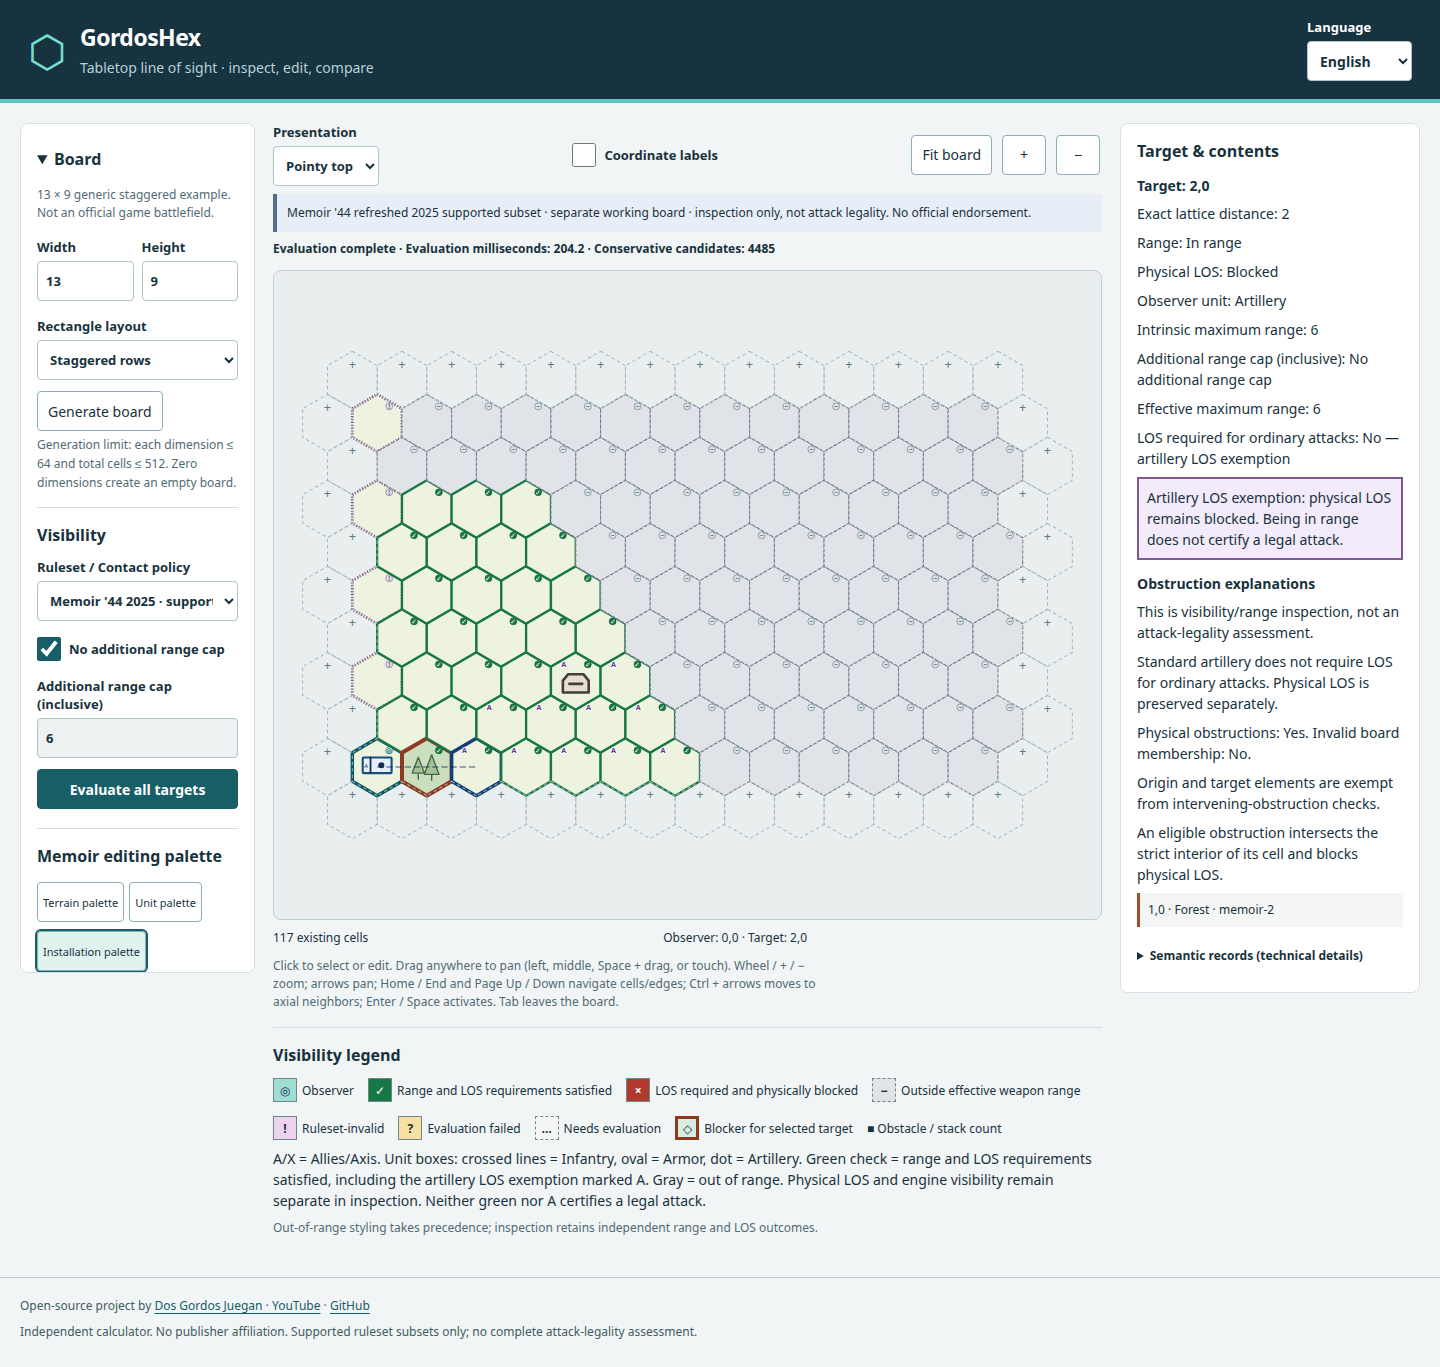 GordosHex
Tabletop line of sight · inspect, edit, compare
Language
English
Board
13 × 9 generic staggered example.
Not an official game battlefield.
Width
Height
13
9
Rectangle layout
Staggered rows
Generate board
Generation limit: each dimension ≤
64 and total cells ≤ 512. Zero
dimensions create an empty board.
Visibility
Ruleset / Contact policy
Memoir '44 2025 · support
No additional range cap
Additional range cap
(inclusive)
6
Evaluate all targets
Memoir editing palette
Terrain palette
Unit palette
Installation palette
Presentation
Pointy top
Coordinate labels
Fit board
+
−
Memoir '44 refreshed 2025 supported subset · separate working board · inspection only, not attack legality. No official endorsement.
Evaluation complete · Evaluation milliseconds: 204.2 · Conservative candidates: 4485
117 existing cells
Observer: 0,0 · Target: 2,0
Click to select or edit. Drag anywhere to pan (left, middle, Space + drag, or touch). Wheel / + / −
zoom; arrows pan; Home / End and Page Up / Down navigate cells/edges; Ctrl + arrows moves to
axial neighbors; Enter / Space activates. Tab leaves the board.
Visibility legend
◎ Observer
✓ Range and LOS requirements satisfied
× LOS required and physically blocked
− Outside effective weapon range
! Ruleset-invalid
? Evaluation failed
… Needs evaluation
◇ Blocker for selected target
■ Obstacle / stack count
A/X = Allies/Axis. Unit boxes: crossed lines = Infantry, oval = Armor, dot = Artillery. Green check = range and LOS requirements
satisfied, including the artillery LOS exemption marked A. Gray = out of range. Physical LOS and engine visibility remain
separate in inspection. Neither green nor A certifies a legal attack.
Out-of-range styling takes precedence; inspection retains independent range and LOS outcomes.
Target & contents
Target: 2,0
Exact lattice distance: 2
Range: In range
Physical LOS: Blocked
Observer unit: Artillery
Intrinsic maximum range: 6
Additional range cap (inclusive): No
additional range cap
Effective maximum range: 6
LOS required for ordinary attacks: No —
artillery LOS exemption
Artillery LOS exemption: physical LOS
remains blocked. Being in range
does not certify a legal attack.
Obstruction explanations
This is visibility/range inspection, not an
attack-legality assessment.
Standard artillery does not require LOS
for ordinary attacks. Physical LOS is
preserved separately.
Physical obstructions: Yes. Invalid board
membership: No.
Origin and target elements are exempt
from intervening-obstruction checks.
An eligible obstruction intersects the
strict interior of its cell and blocks
physical LOS.
1,0 · Forest · memoir-2
Semantic records (technical details)
Open-source project by Dos Gordos Juegan · YouTube · GitHub
Independent calculator. No publisher affiliation. Supported ruleset subsets only; no complete attack-legality assessment.